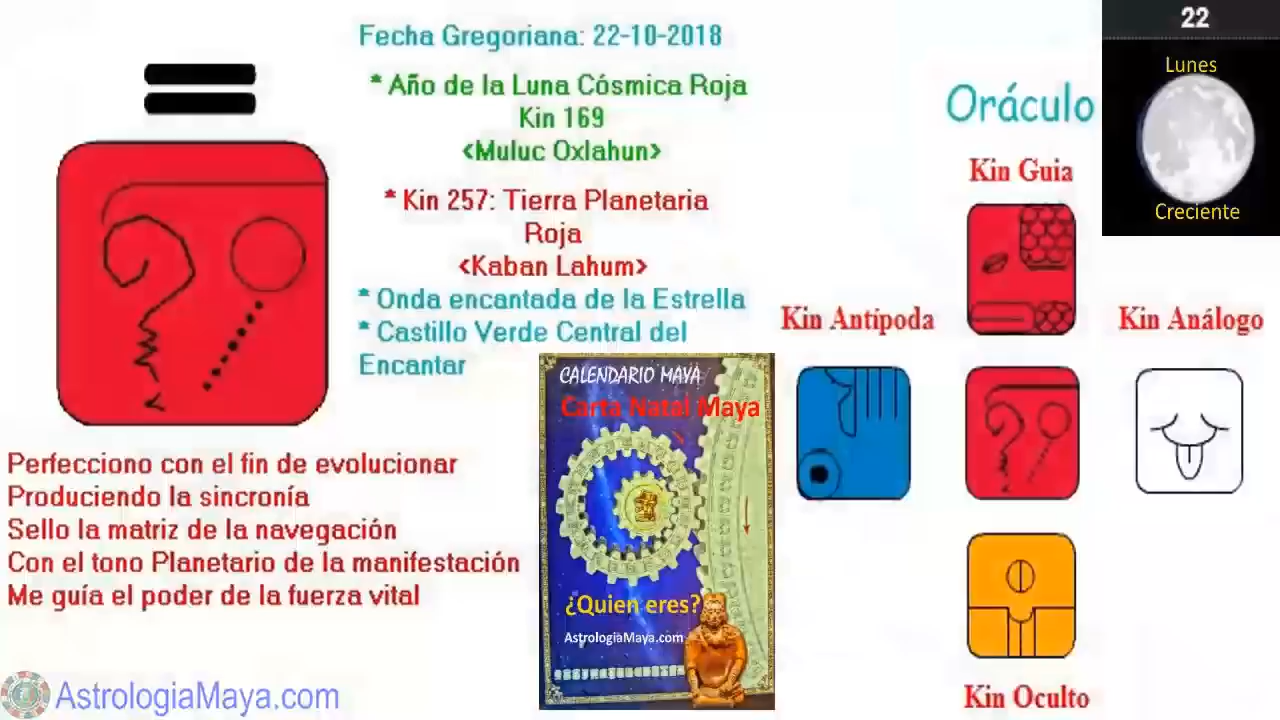 Fecha Gregoriana: 22-10-2018
* Año de la Luna Cósmica Roja
Kin 169
<Muluc Oxlahun>
* Kin 257: Tierra Planetaria
Roja
<Kaban Lahum>
* Onda encantada de la Estrella
* Castillo Verde Central del
Encantar
Perfecciono con el fin de evolucionar
Produciendo la sincronía
Sello la matriz de la navegación
Con el tono Planetario de la manifestación
Me guía el poder de la fuerza vital
CALENDARIO MAYA
Carta Natal Maya
¿Quien eres?
AstrologiaMaya.com
Oráculo
Kin Guia
Kin Antípoda
Kin Análogo
Kin Oculto
22
Lunes
Creciente
AstrologiaMaya.com